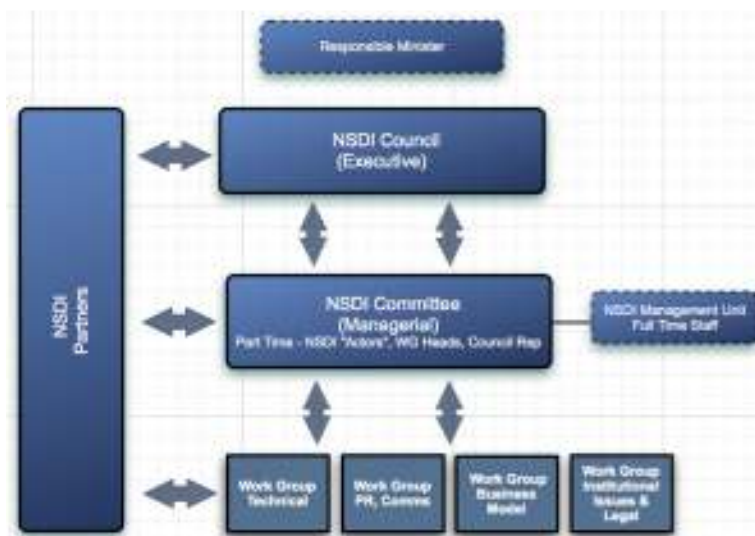 Responsible Minister
NSDI Council
(Executive)
NSDI
Partners
NSDI Committee
(Managerial)
Part Time - NSDI "Actors", WG Heads, Council Rep
NSDI Management Unit
Full Time Staff
Work Group
Technical
Work Group
PR, Comms
Work Group
Business
Model
Work Group
Institutional
Issues &
Legal